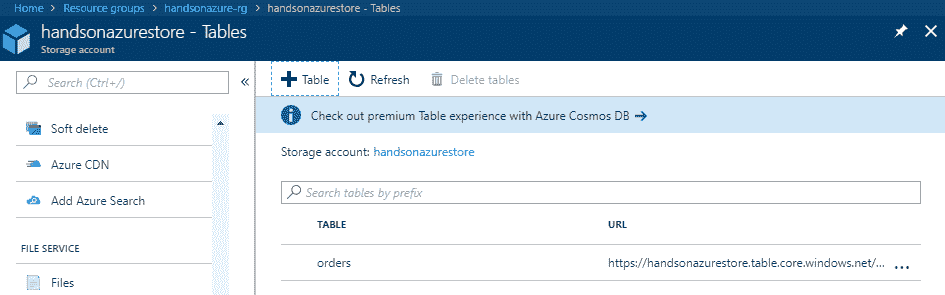 Home > Resource groups > handsonazure-rg > handsonazurestore - Tables
handsonazurestore - Tables
Storage account
Search (Ctrl+/)
«
Soft delete
Azure CDN
Add Azure Search
FILE SERVICE
Files
Table Refresh Delete tables
Check out premium Table experience with Azure Cosmos DB →
Storage account: handsonazurestore
Search tables by prefix
TABLE URL
orders https://handsonazurestore.table.core.windows.net/... ...